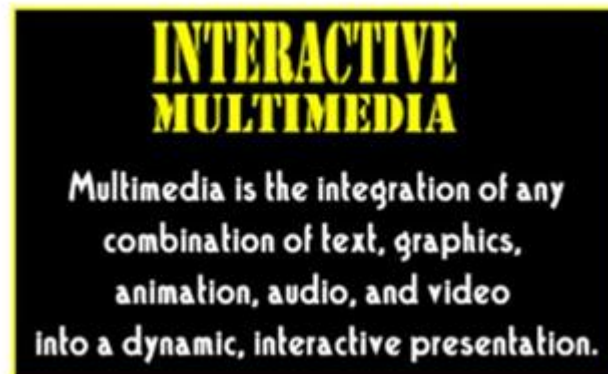 INTERACTIVE
MULTIMEDIA
Multimedia is the integration of any
combination of text, graphics,
animation, audio, and video
into a dynamic, interactive presentation.